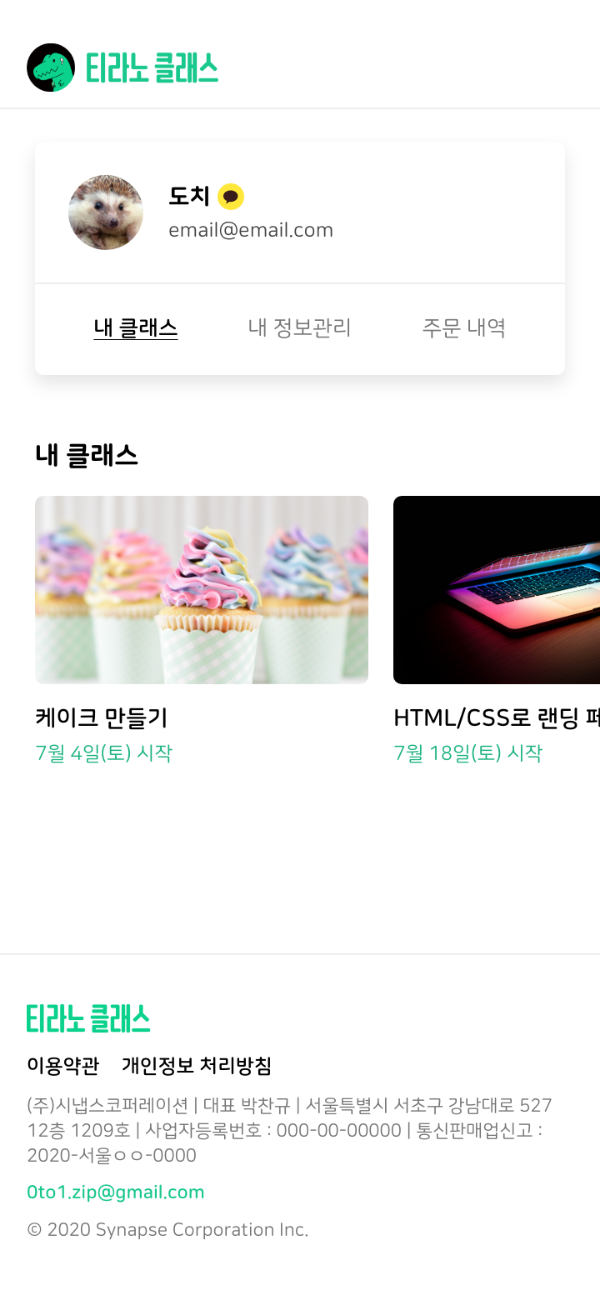 티라노 클래스
도치
email@email.com
내 클래스 내 정보관리 주문 내역
내 클래스
케이크 만들기
7월 4일(토) 시작
HTML/CSS로 랜딩
7월 18일(토) 시작
티라노 클래스
이용약관 개인정보 처리방침
(주)시냅스코퍼레이션 | 대표 박찬규 | 서울특별시 서초구 강남대로 527
12층 1209호 | 사업자등록번호 : 000-00-00000 | 통신판매업신고 :
2020-서울ㅇㅇ-0000
0to1.zip@gmail.com
© 2020 Synapse Corporation Inc.